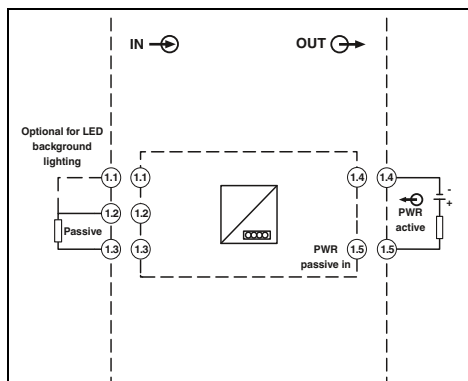 IN
OUT
Optional for LED
background
lighting
1.1
1.1
1.4
1.4
-
+
PWR
active
1.2
1.2
Passive
1.3
1.3
PWR
passive in
1.5
1.5